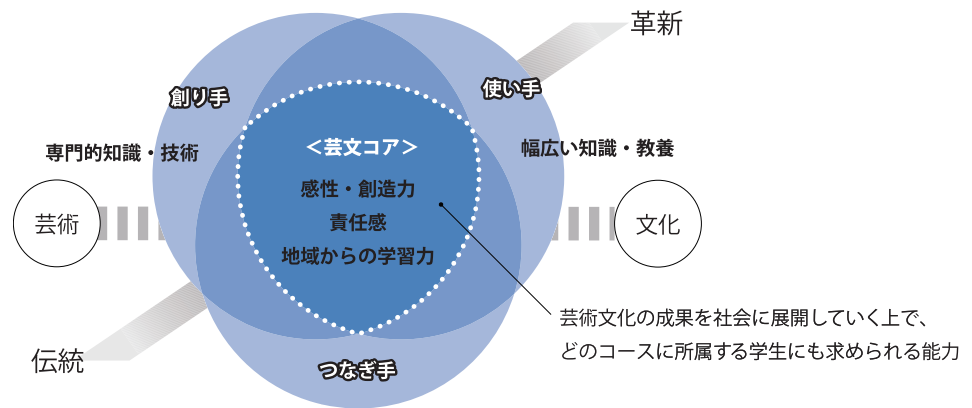 革新
創り手
使い手
専門的知識・技術
幅広い知識・教養
＜芸文コア＞
感性・創造力
責任感
地域からの学習力
芸術
文化
芸術文化の成果を社会に展開していく上で、
どのコースに所属する学生にも求められる能力
伝統
つなぎ手